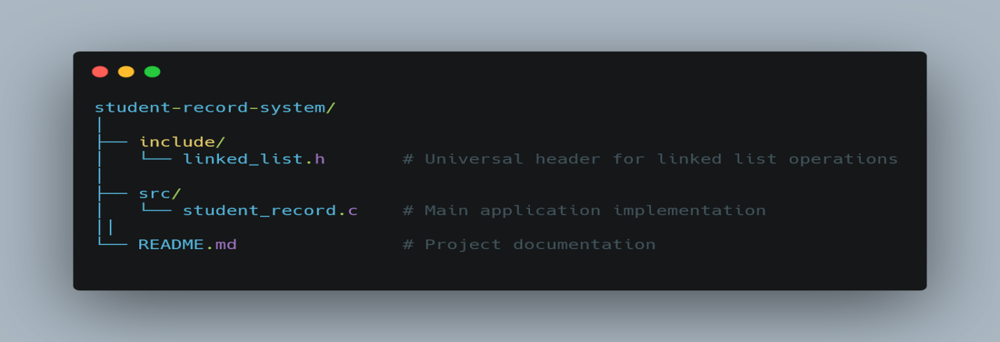 student-record-system/
│
├── include/
│   └── linked_list.h       # Universal header for linked list operations
│
├── src/
│   └── student_record.c    # Main application implementation
││
└── README.md               # Project documentation